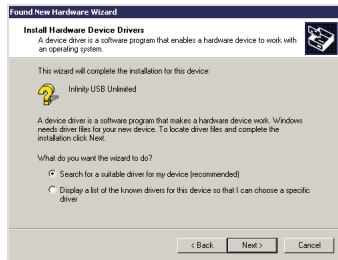 Found New Hardware Wizard
Install Hardware Device Drivers
A device driver is a software program that enables a hardware device to work with
an operating system.
This wizard will complete the installation for this device:
Infinity USB Unlimited
A device driver is a software program that makes a hardware device work. Windows
needs driver files for your new device. To locate driver files and complete the
installation click Next.
What do you want the wizard to do?
Search for a suitable driver for my device (recommended)
Display a list of the known drivers for this device so that I can choose a specific
driver
< Back Next > Cancel